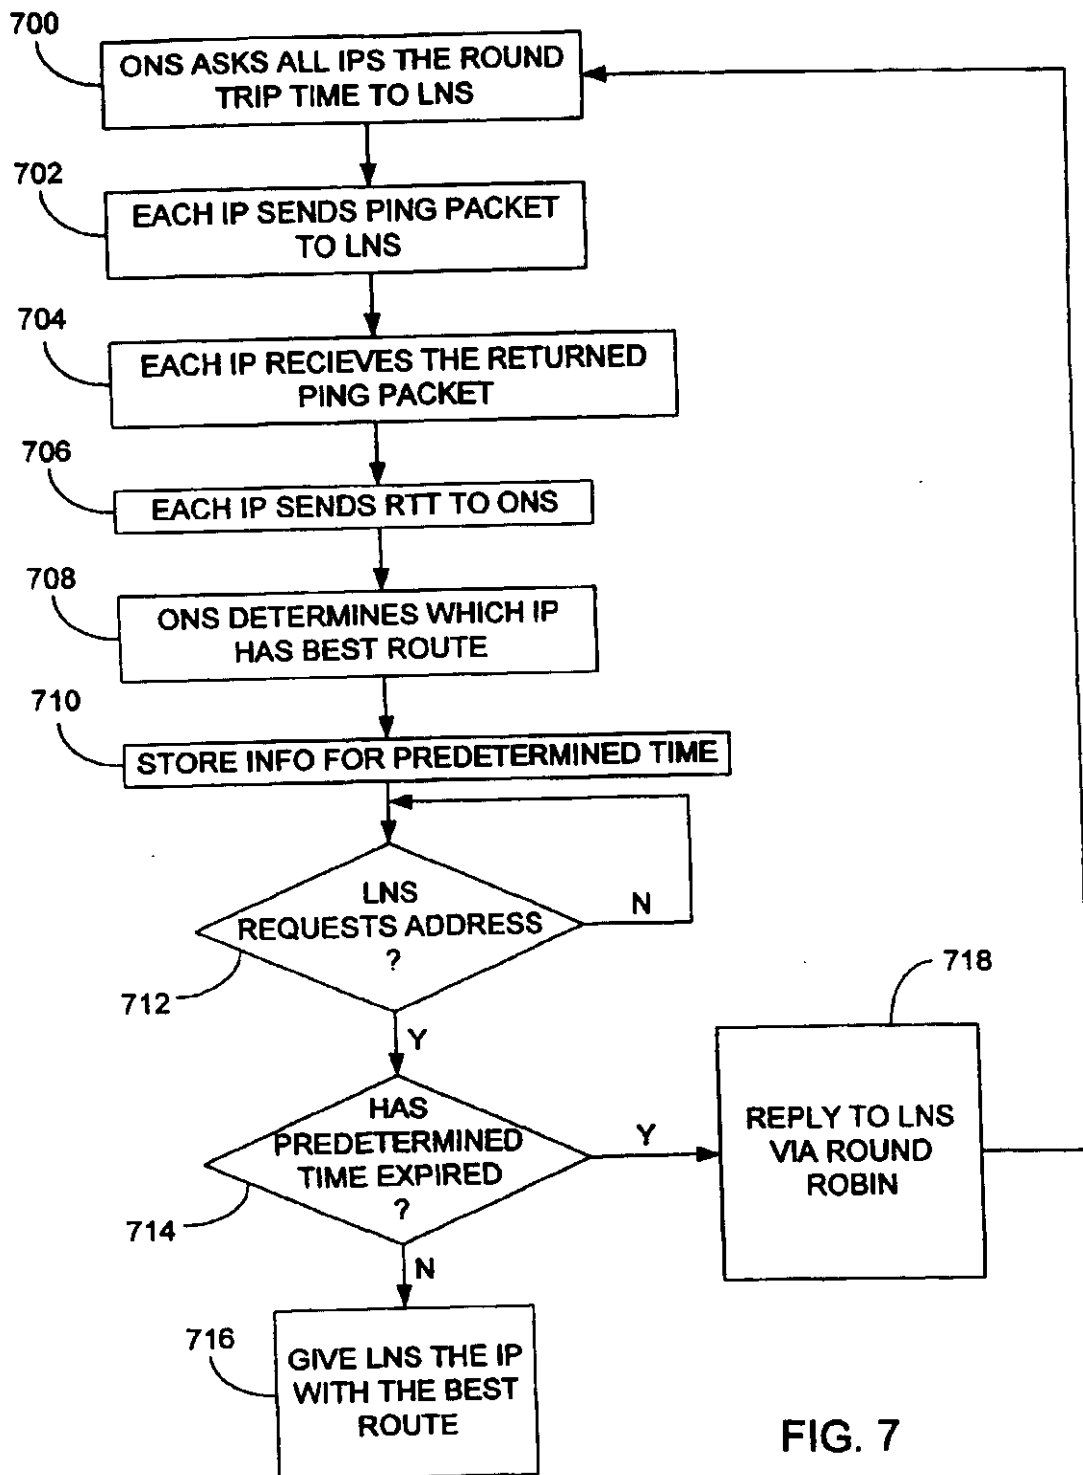 700
ONS ASKS ALL IPS THE ROUND
TRIP TIME TO LNS
702
EACH IP SENDS PING PACKET
TO LNS
704
EACH IP RECIEVES THE RETURNED
PING PACKET
706
EACH IP SENDS RTT TO ONS
708
ONS DETERMINES WHICH IP
HAS BEST ROUTE
710
STORE INFO FOR PREDETERMINED TIME
LNS
REQUESTS ADDRESS
?
N
712
Y
718
HAS
PREDETERMINED
TIME EXPIRED
?
Y
714
N
REPLY TO LNS
VIA ROUND
ROBIN
716
GIVE LNS THE IP
WITH THE BEST
ROUTE
FIG. 7